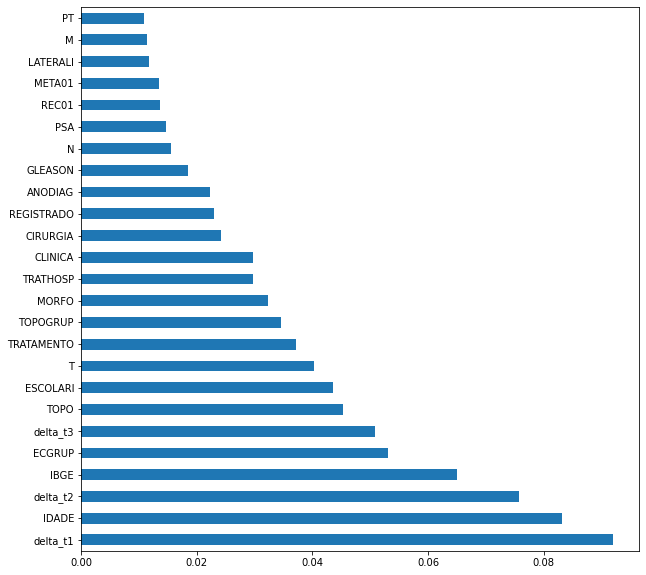 PT
M
LATERALI
META01
REC01
PSA
N
GLEASON
ANODIAG
REGISTRADO
CIRURGIA
CLINICA
TRATHOSP
MORFO
TOPOGRUP
TRATAMENTO
T
ESCOLARI
TOPO
delta_t3
ECGRUP
IBGE
delta_t2
IDADE
delta_t1
0.00 0.02 0.04 0.06 0.08